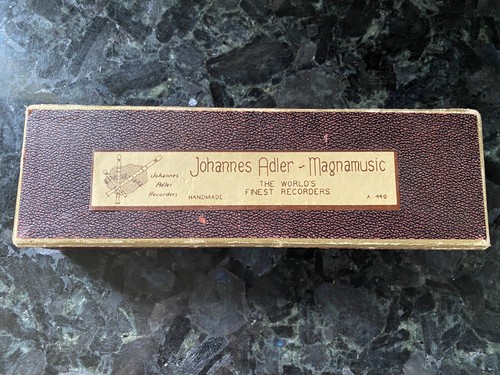 Johannes
Adler
Recorders
Johannes Adler - Magnamusic
THE WORLD'S
FINEST RECORDERS
HANDMADE
A. 440